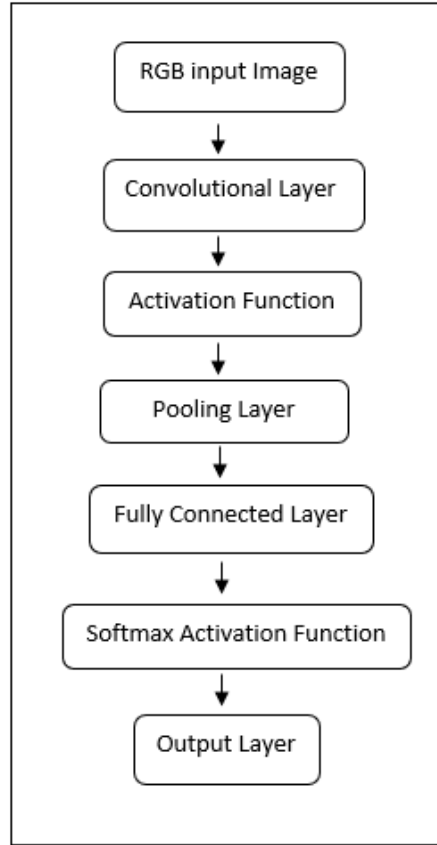 RGB input Image
Convolutional Layer
Activation Function
Pooling Layer
Fully Connected Layer
Softmax Activation Function
Output Layer